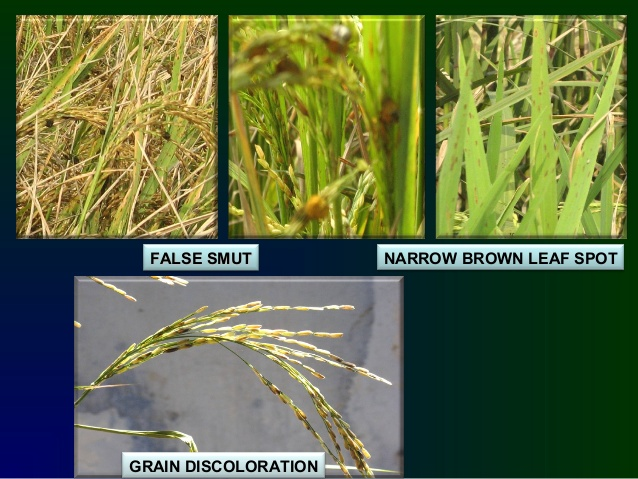 FALSE SMUT
NARROW BROWN LEAF SPOT
GRAIN DISCOLORATION